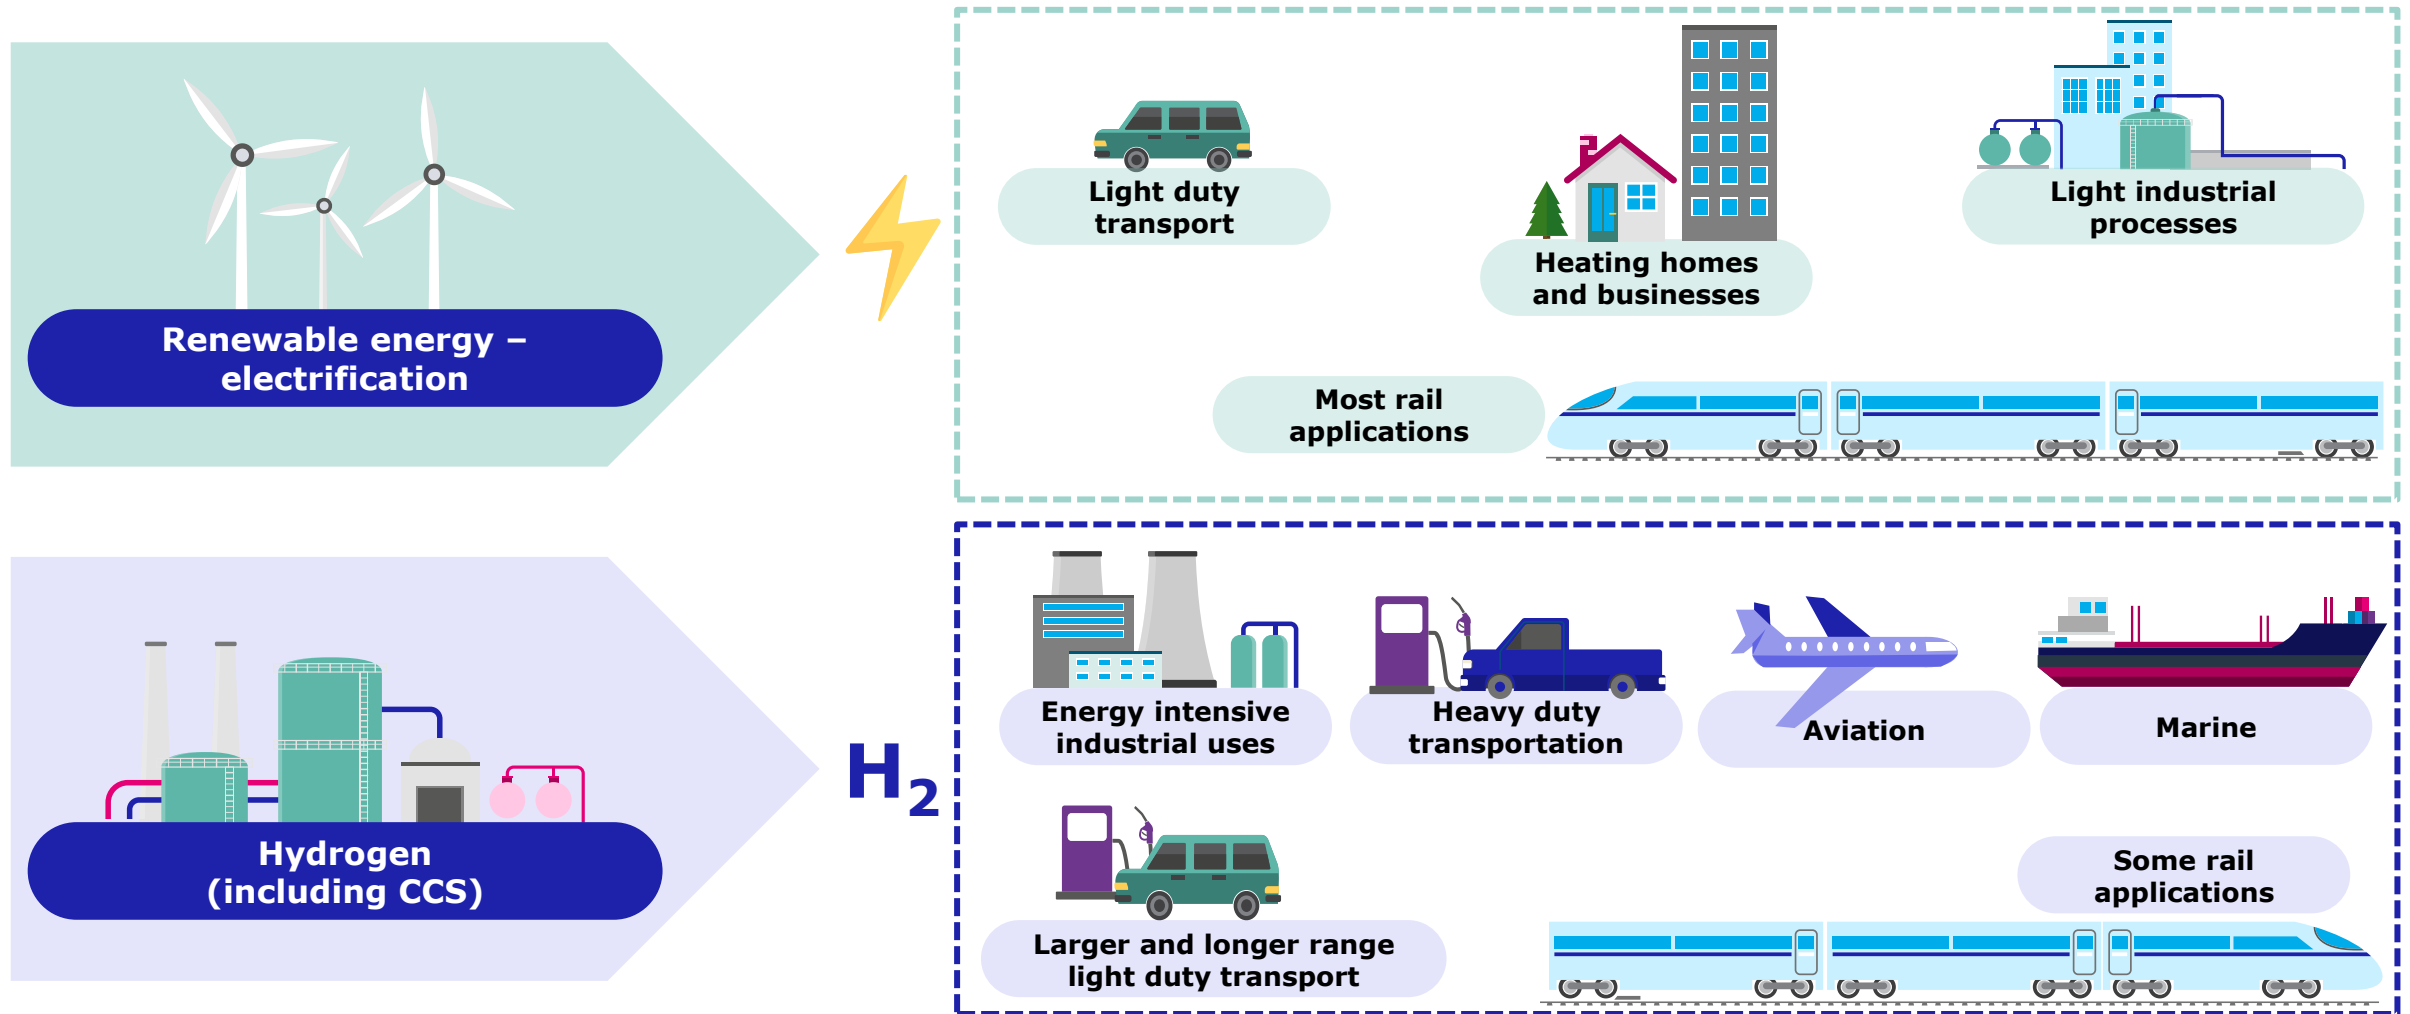 Renewable energy –
electrification
Light duty
transport
Heating homes
and businesses
Light industrial
processes
Most rail
applications
Hydrogen
(including CCS)
H₂
Energy intensive
industrial uses
Heavy duty
transportation
Aviation
Marine
Larger and longer range
light duty transport
Some rail
applications